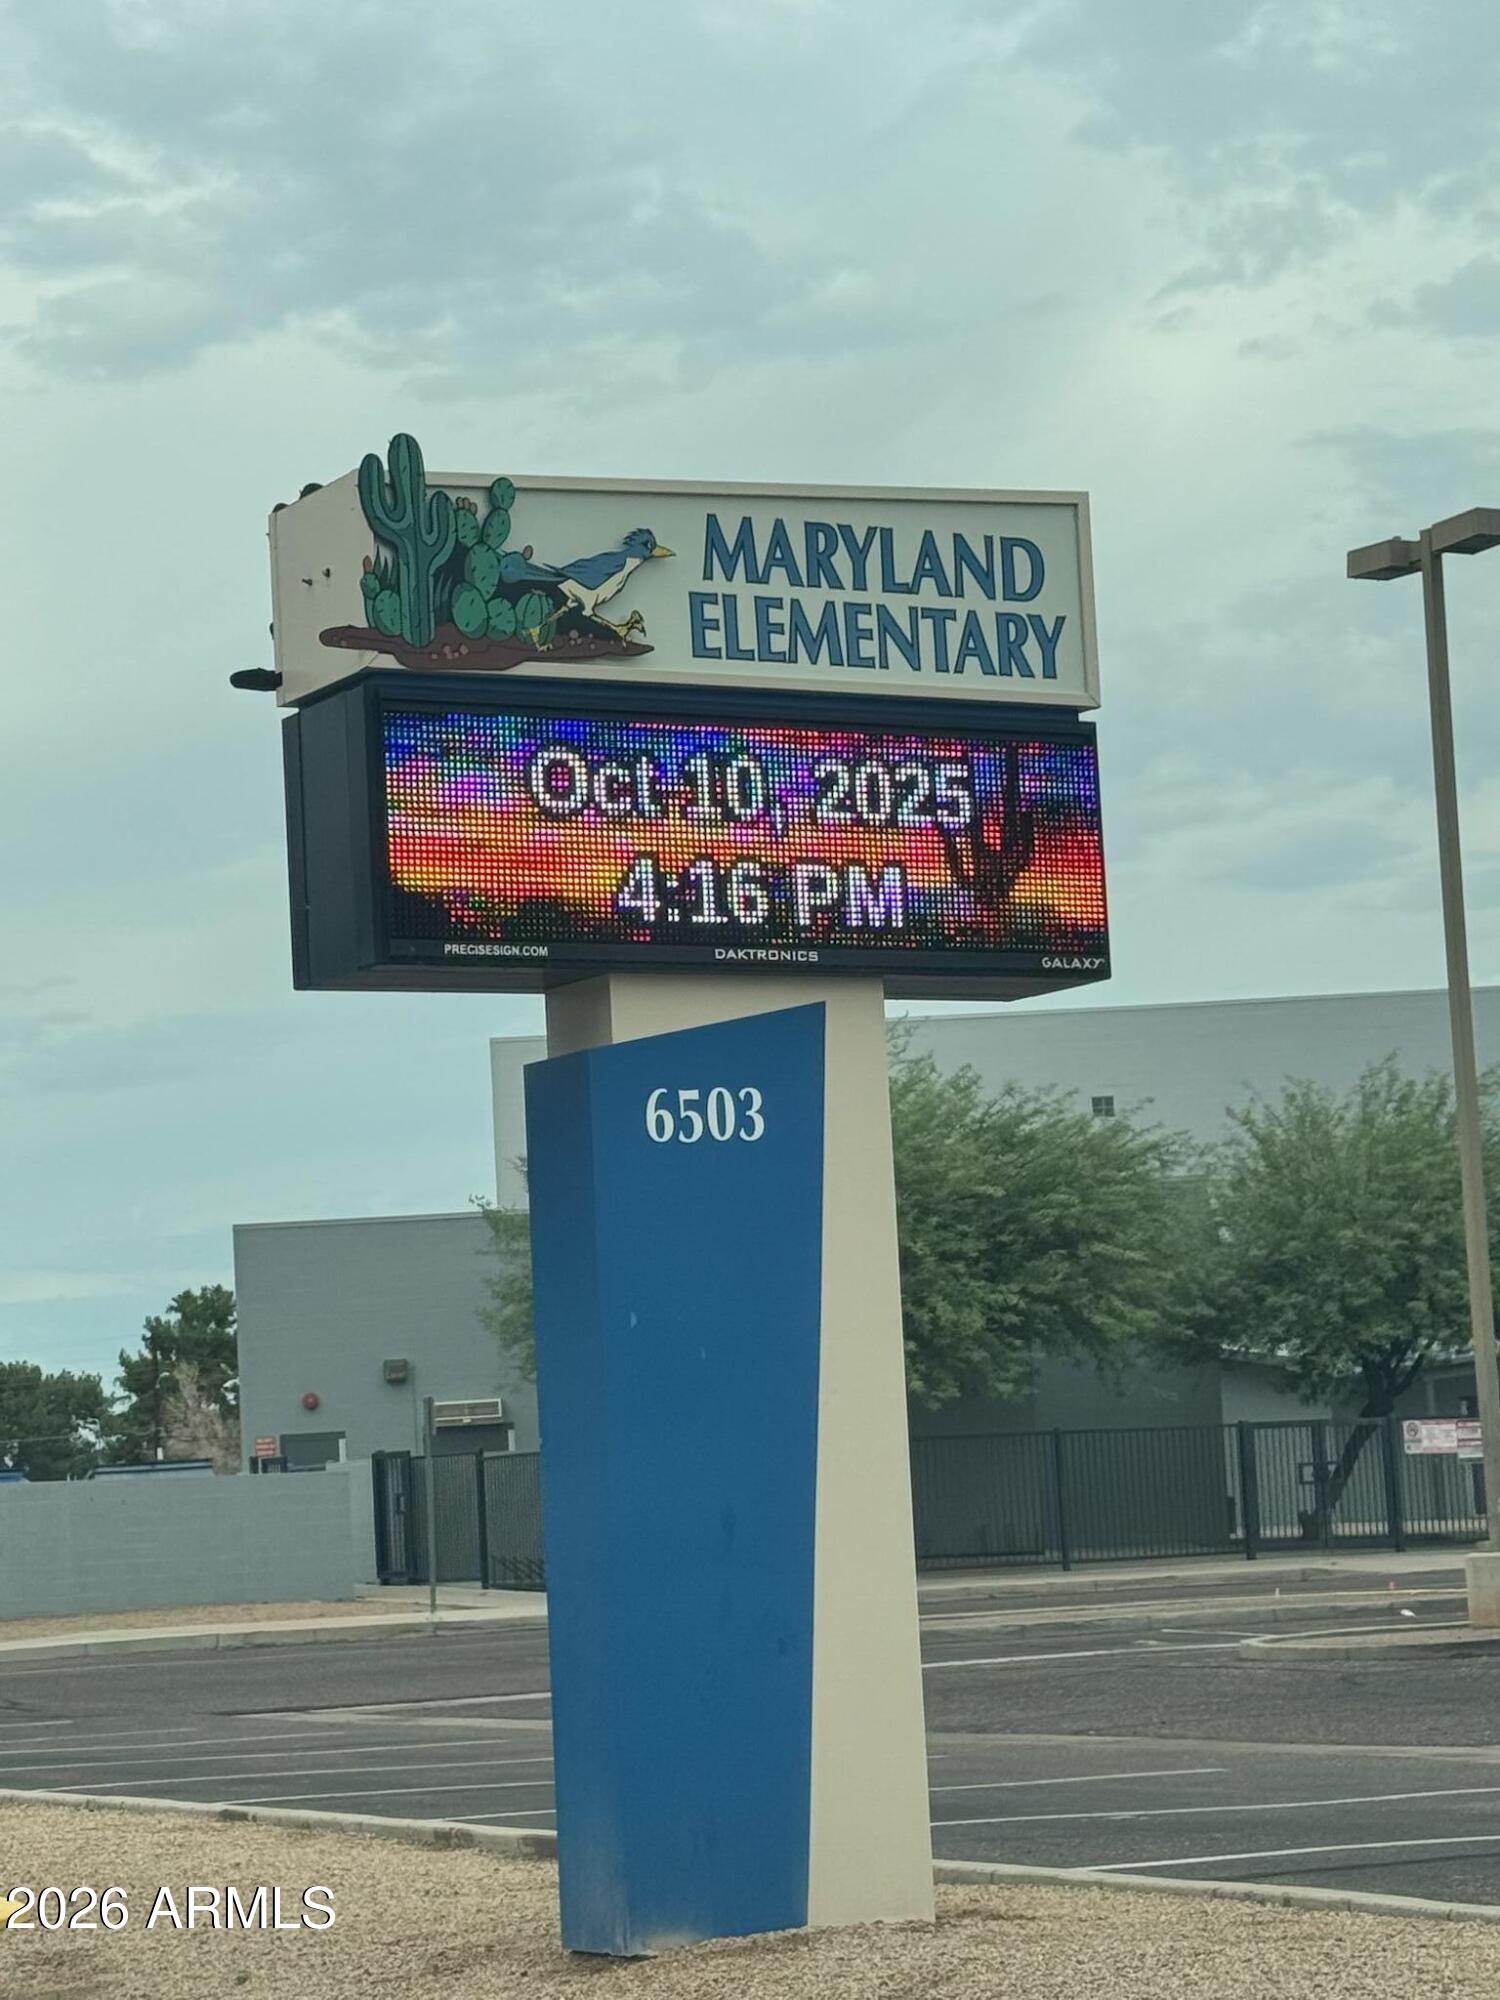 MARYLAND
ELEMENTARY
Oct 10, 2025
4:16 PM
PRECISESIGN.COM DAKTRONICS GALAXY
6503
2026 ARMLS